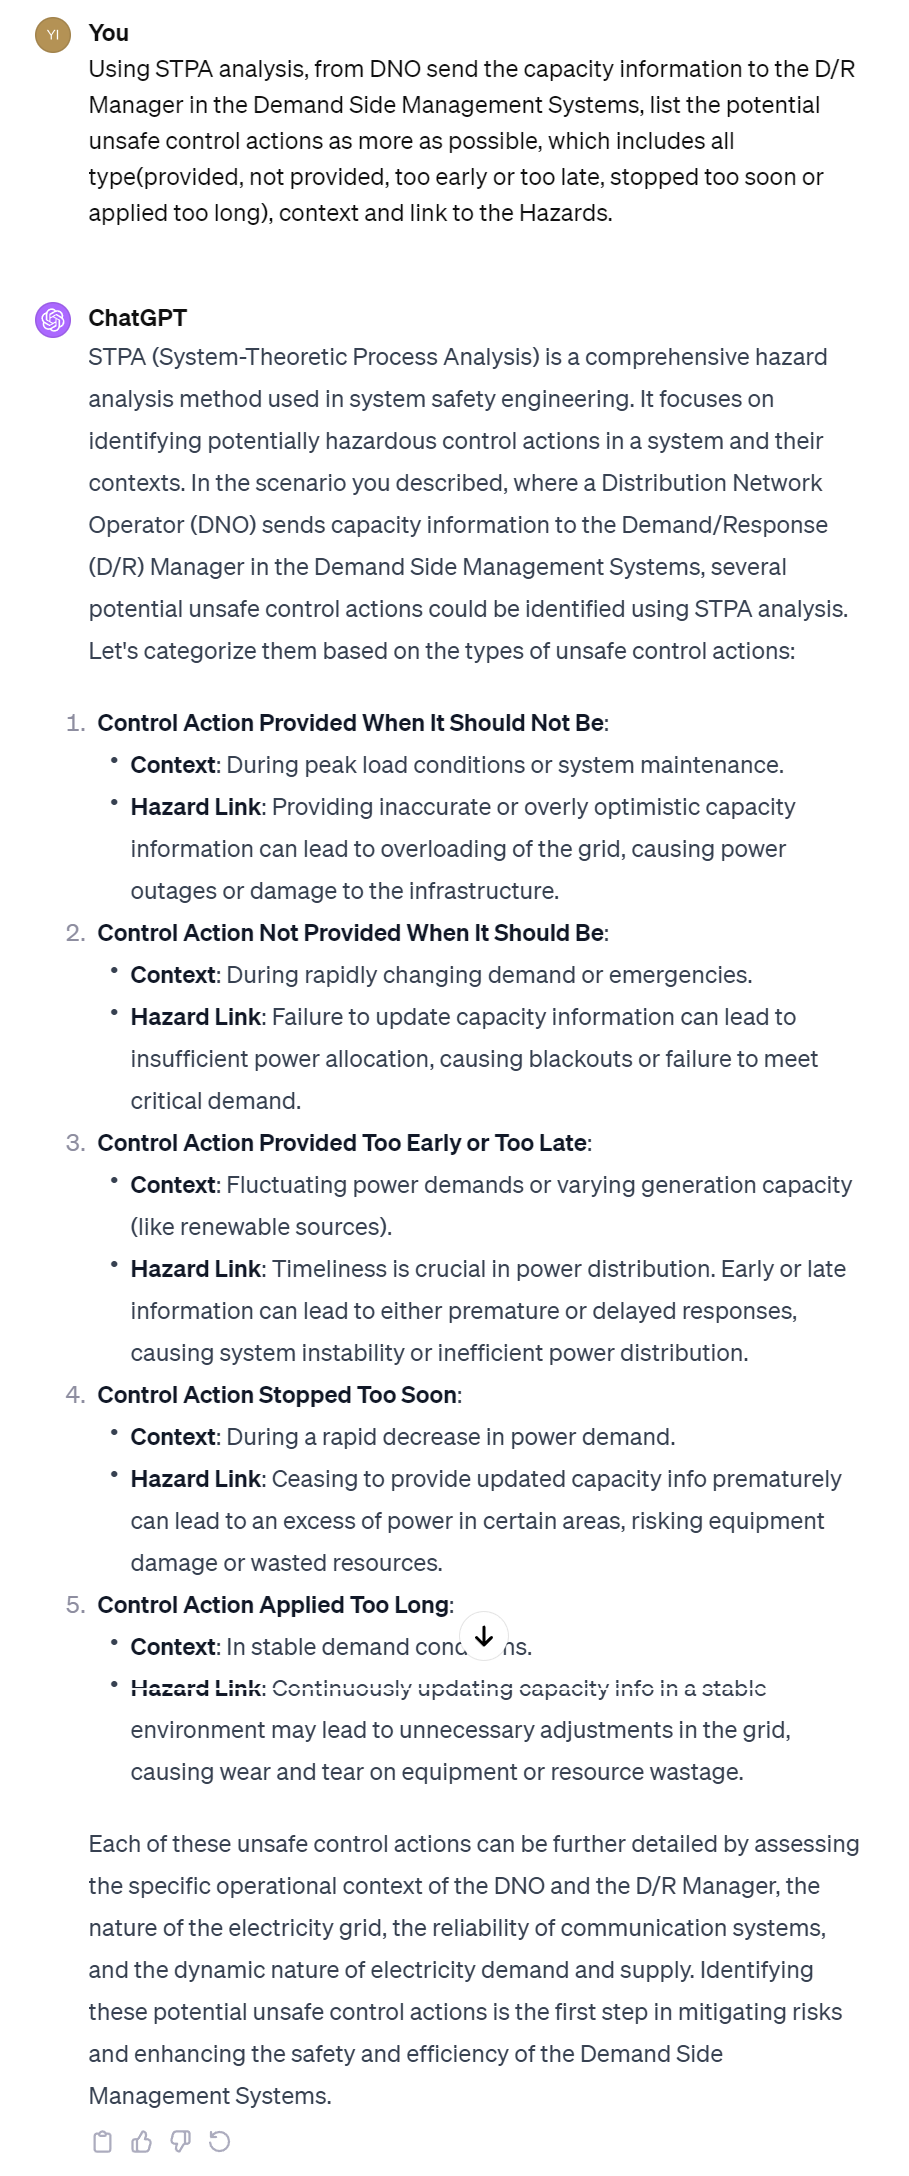 YI
You
Using STPA analysis, from DNO send the capacity information to the D/R
Manager in the Demand Side Management Systems, list the potential
unsafe control actions as more as possible, which includes all
type(provided, not provided, too early or too late, stopped too soon or
applied too long), context and link to the Hazards.
ChatGPT
STPA (System-Theoretic Process Analysis) is a comprehensive hazard
analysis method used in system safety engineering. It focuses on
identifying potentially hazardous control actions in a system and their
contexts. In the scenario you described, where a Distribution Network
Operator (DNO) sends capacity information to the Demand/Response
(D/R) Manager in the Demand Side Management Systems, several
potential unsafe control actions could be identified using STPA analysis.
Let's categorize them based on the types of unsafe control actions:
1. Control Action Provided When It Should Not Be:
• Context: During peak load conditions or system maintenance.
• Hazard Link: Providing inaccurate or overly optimistic capacity
information can lead to overloading of the grid, causing power
outages or damage to the infrastructure.
2. Control Action Not Provided When It Should Be:
• Context: During rapidly changing demand or emergencies.
• Hazard Link: Failure to update capacity information can lead to
insufficient power allocation, causing blackouts or failure to meet
critical demand.
3. Control Action Provided Too Early or Too Late:
• Context: Fluctuating power demands or varying generation capacity
(like renewable sources).
• Hazard Link: Timeliness is crucial in power distribution. Early or late
information can lead to either premature or delayed responses,
causing system instability or inefficient power distribution.
4. Control Action Stopped Too Soon:
• Context: During a rapid decrease in power demand.
• Hazard Link: Ceasing to provide updated capacity info prematurely
can lead to an excess of power in certain areas, risking equipment
damage or wasted resources.
5. Control Action Applied Too Long:
• Context: In stable demand
• Hazard Link: Continuously updating capacity info in a stable
environment may lead to unnecessary adjustments in the grid,
causing wear and tear on equipment or resource wastage.
Each of these unsafe control actions can be further detailed by assessing
the specific operational context of the DNO and the D/R Manager, the
nature of the electricity grid, the reliability of communication systems,
and the dynamic nature of electricity demand and supply. Identifying
these potential unsafe control actions is the first step in mitigating risks
and enhancing the safety and efficiency of the Demand Side
Management Systems.